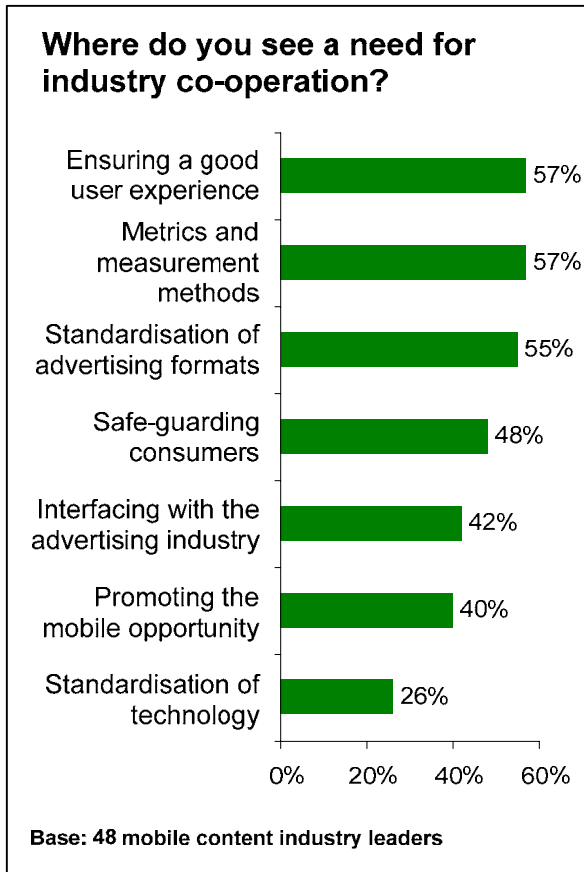 Where do you see a need for
industry co-operation?
Ensuring a good
user experience
57%
Metrics and
measurement
methods
57%
Standardisation of
advertising formats
55%
Safe-guarding
consumers
48%
Interfacing with the
advertising industry
42%
Promoting the
mobile opportunity
40%
Standardisation of
technology
26%
0% 20% 40% 60%
Base: 48 mobile content industry leaders